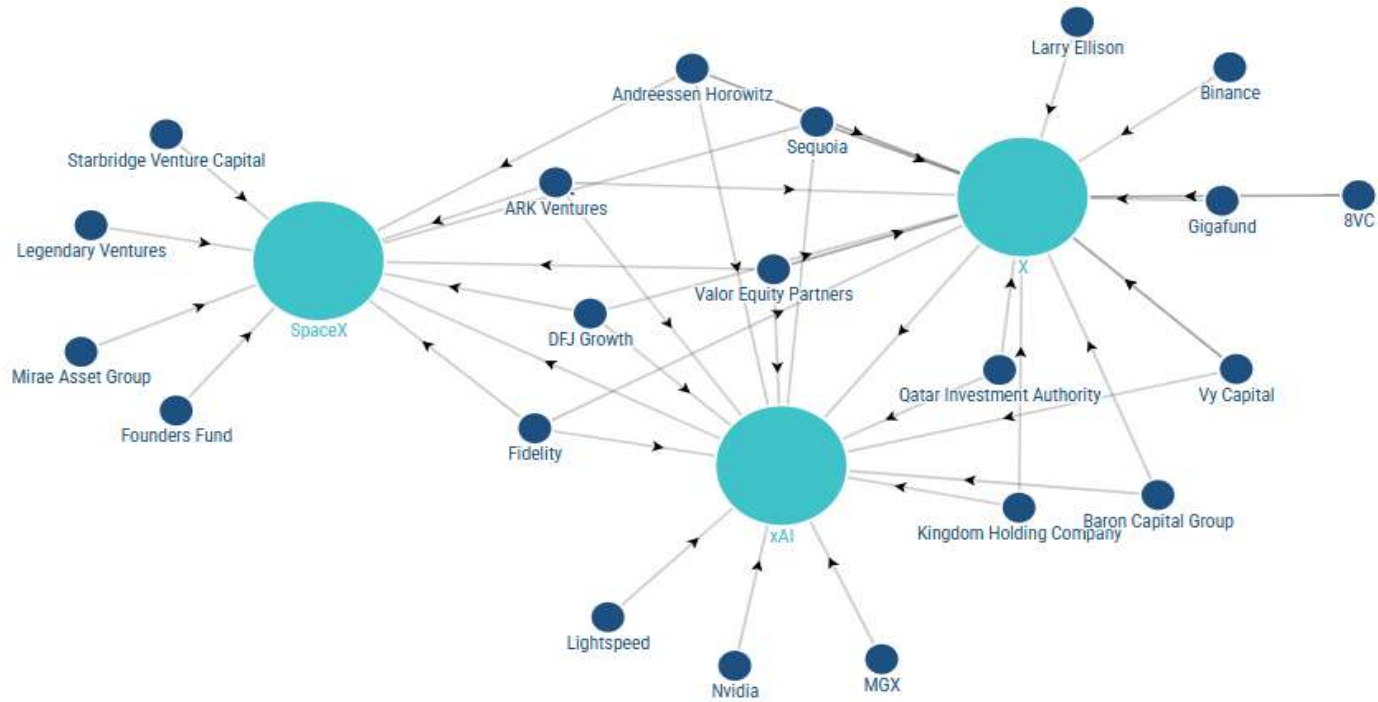 Larry Ellison
Andreessen Horowitz
Binance
Sequoia
Starbridge Venture Capital
ARK Ventures
Gigafund
8VC
Legendary Ventures
X
Valor Equity Partners
SpaceX
DFJ Growth
Mirae Asset Group
Qatar Investment Authority
Vy Capital
Founders Fund
Fidelity
Baron Capital Group
Kingdom Holding Company
xAI
Lightspeed
Nvidia
MGX